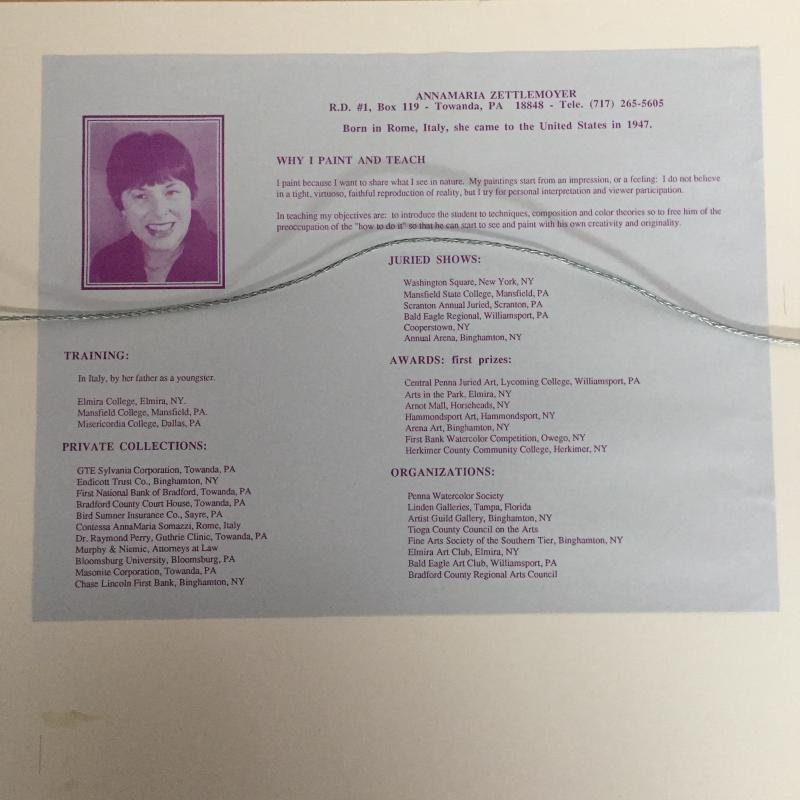 ANNAMARIA ZETTLEMOYER
R.D. #1, Box 119 - Towanda, PA 18848 - Tele. (717) 265-5605
Born in Rome, Italy, she came to the United States in 1947.
WHY I PAINT AND TEACH
I paint because I want to share what I see in nature. My paintings start from an impression, or a feeling: I do not believe
in a tight, virtuoso, faithful reproduction of reality, but I try for personal interpretation and viewer participation.
In teaching my objectives are: to introduce the student to techniques, composition and color theories so to free him of the
preoccupation of the "how to do it" so that he can start to see and paint with his own creativity and originality.
JURIED SHOWS:
Washington Square, New York, NY
Mansfield State College, Mansfield, PA
Scranton Annual Juried, Scranton, PA
Bald Eagle Regional, Williamsport, PA
Cooperstown, NY
Annual Arena, Binghamton, NY
TRAINING:
In Italy, by her father as a youngster.
Elmira College, Elmira, NY.
Mansfield College, Mansfield, PA.
Misericordia College, Dallas, PA
PRIVATE COLLECTIONS:
GTE Sylvania Corporation, Towanda, PA
Endicott Trust Co., Binghamton, NY
First National Bank of Bradford, Towanda, PA
Bradford County Court House, Towanda, PA
Bird Sumner Insurance Co., Sayre, PA
Contessa AnnaMaria Somazzi, Rome, Italy
Dr. Raymond Perry, Guthrie Clinic, Towanda, PA
Murphy & Niemic, Attorneys at Law
Bloomsburg University, Bloomsburg, PA
Masonite Corporation, Towanda, PA
Chase Lincoln First Bank, Binghamton, NY
AWARDS: first prizes:
Central Penna Juried Art, Lycoming College, Williamsport, PA
Arts in the Park, Elmira, NY
Arnot Mall, Horseheads, NY
Hammondsport Art, Hammondsport, NY
Arena Art, Binghamton, NY
First Bank Watercolor Competition, Owego, NY
Herkimer County Community College, Herkimer, NY
ORGANIZATIONS:
Penna Watercolor Society
Linden Galleries, Tampa, Florida
Artist Guild Gallery, Binghamton, NY
Tioga County Council on the Arts
Fine Arts Society of the Southern Tier, Binghamton, NY
Elmira Art Club, Elmira, NY
Bald Eagle Art Club, Williamsport, PA
Bradford County Regional Arts Council